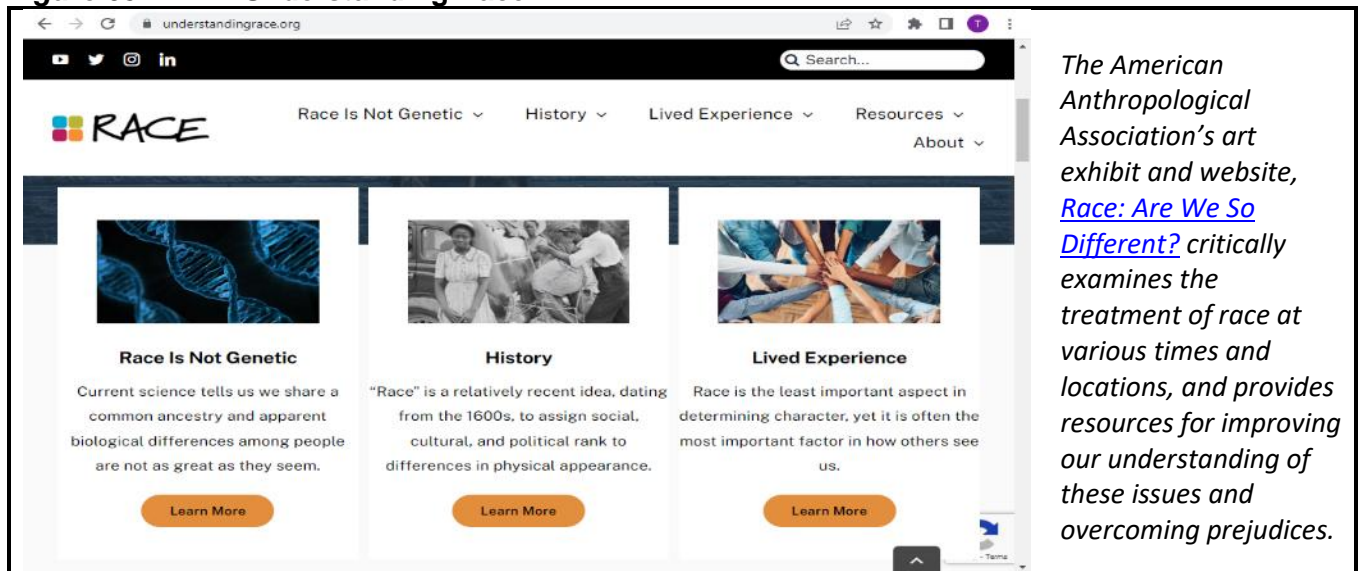 understandingrace.org
T
in
Search...
RACE
Race Is Not Genetic
History
Lived Experience
Resources
About
Race Is Not Genetic
Current science tells us we share a
common ancestry and apparent
biological differences among people
are not as great as they seem.
Learn More
History
“Race” is a relatively recent idea, dating
from the 1600s, to assign social,
cultural, and political rank to
differences in physical appearance.
Learn More
Lived Experience
Race is the least important aspect in
determining character, yet it is often the
most important factor in how others see
us.
Learn More
- Terms
The American
Anthropological
Association’s art
exhibit and website,
Race: Are We So
Different? critically
examines the
treatment of race at
various times and
locations, and provides
resources for improving
our understanding of
these issues and
overcoming prejudices.